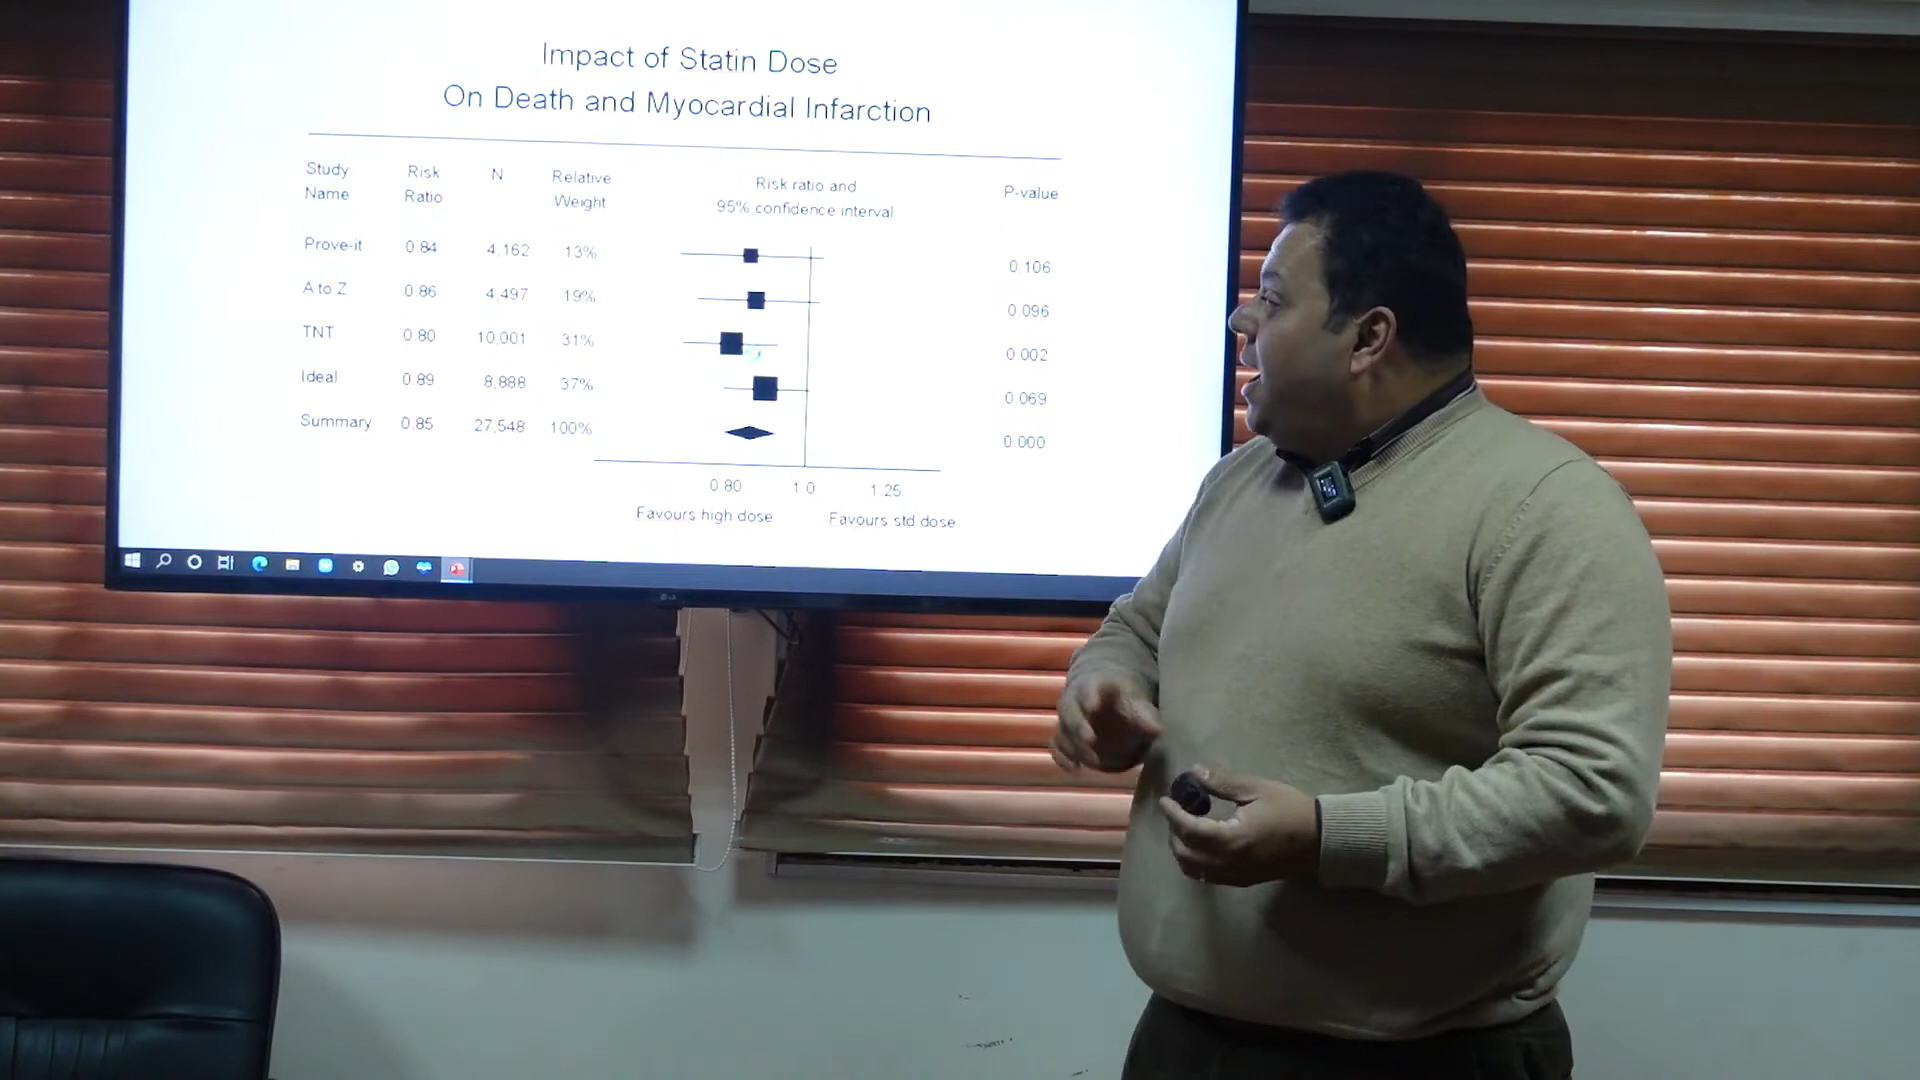 Impact of Statin Dose
On Death and Myocardial Infarction
Study Name Risk Ratio N Relative Weight Risk ratio and 95% confidence interval P-value
Prove-it 0.84 4,162 13% 0.106
A to Z 0.86 4,497 19% 0.096
TNT 0.80 10,001 31% 0.002
Ideal 0.89 8,888 37% 0.069
Summary 0.85 27,548 100% 0.000
0.80 1.0 1.25
Favours high dose Favours std dose
LG